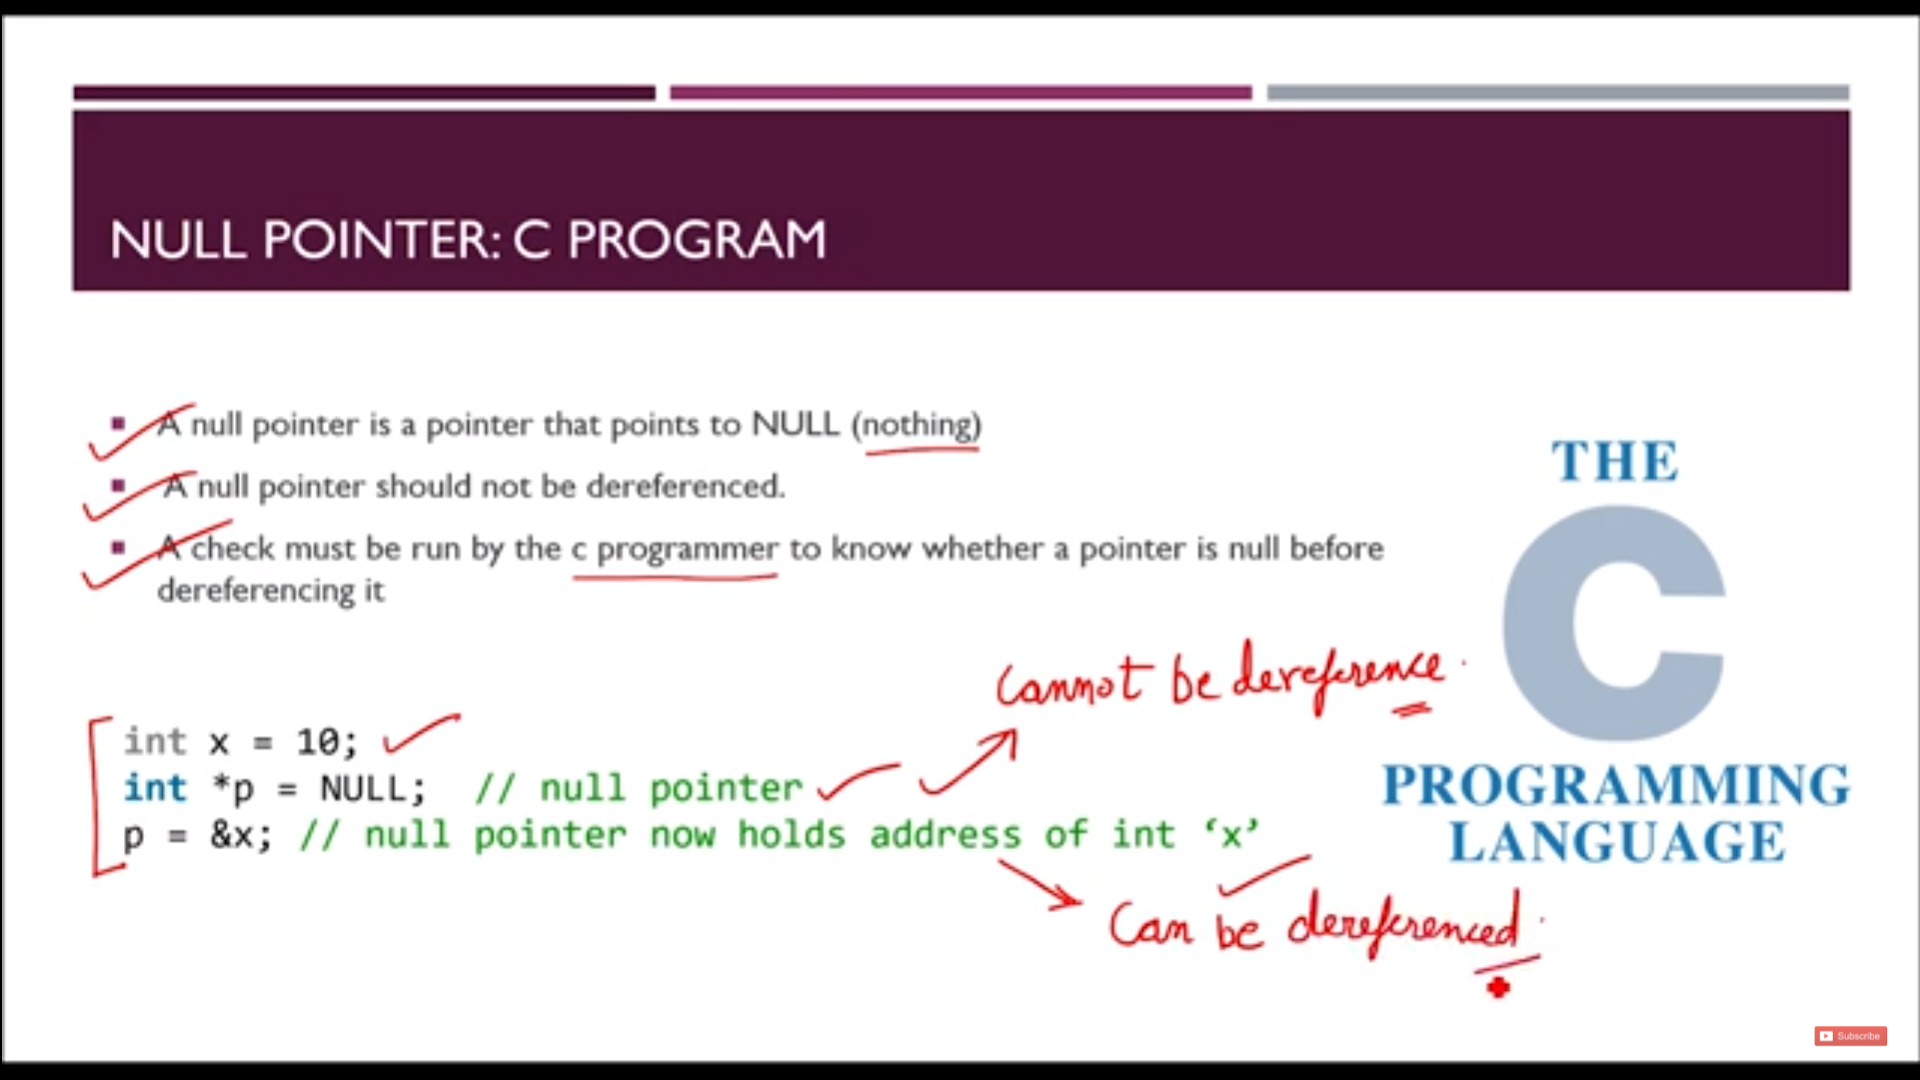 NULL POINTER: C PROGRAM
A null pointer is a pointer that points to NULL (nothing)
A null pointer should not be dereferenced.
A check must be run by the c programmer to know whether a pointer is null before
dereferencing it
Cannot be dereference.
int x = 10;
int *p = NULL;  // null pointer
p = &x; // null pointer now holds address of int ‘x’
Can be dereferenced.
THE
C
PROGRAMMING
LANGUAGE
Subscribe